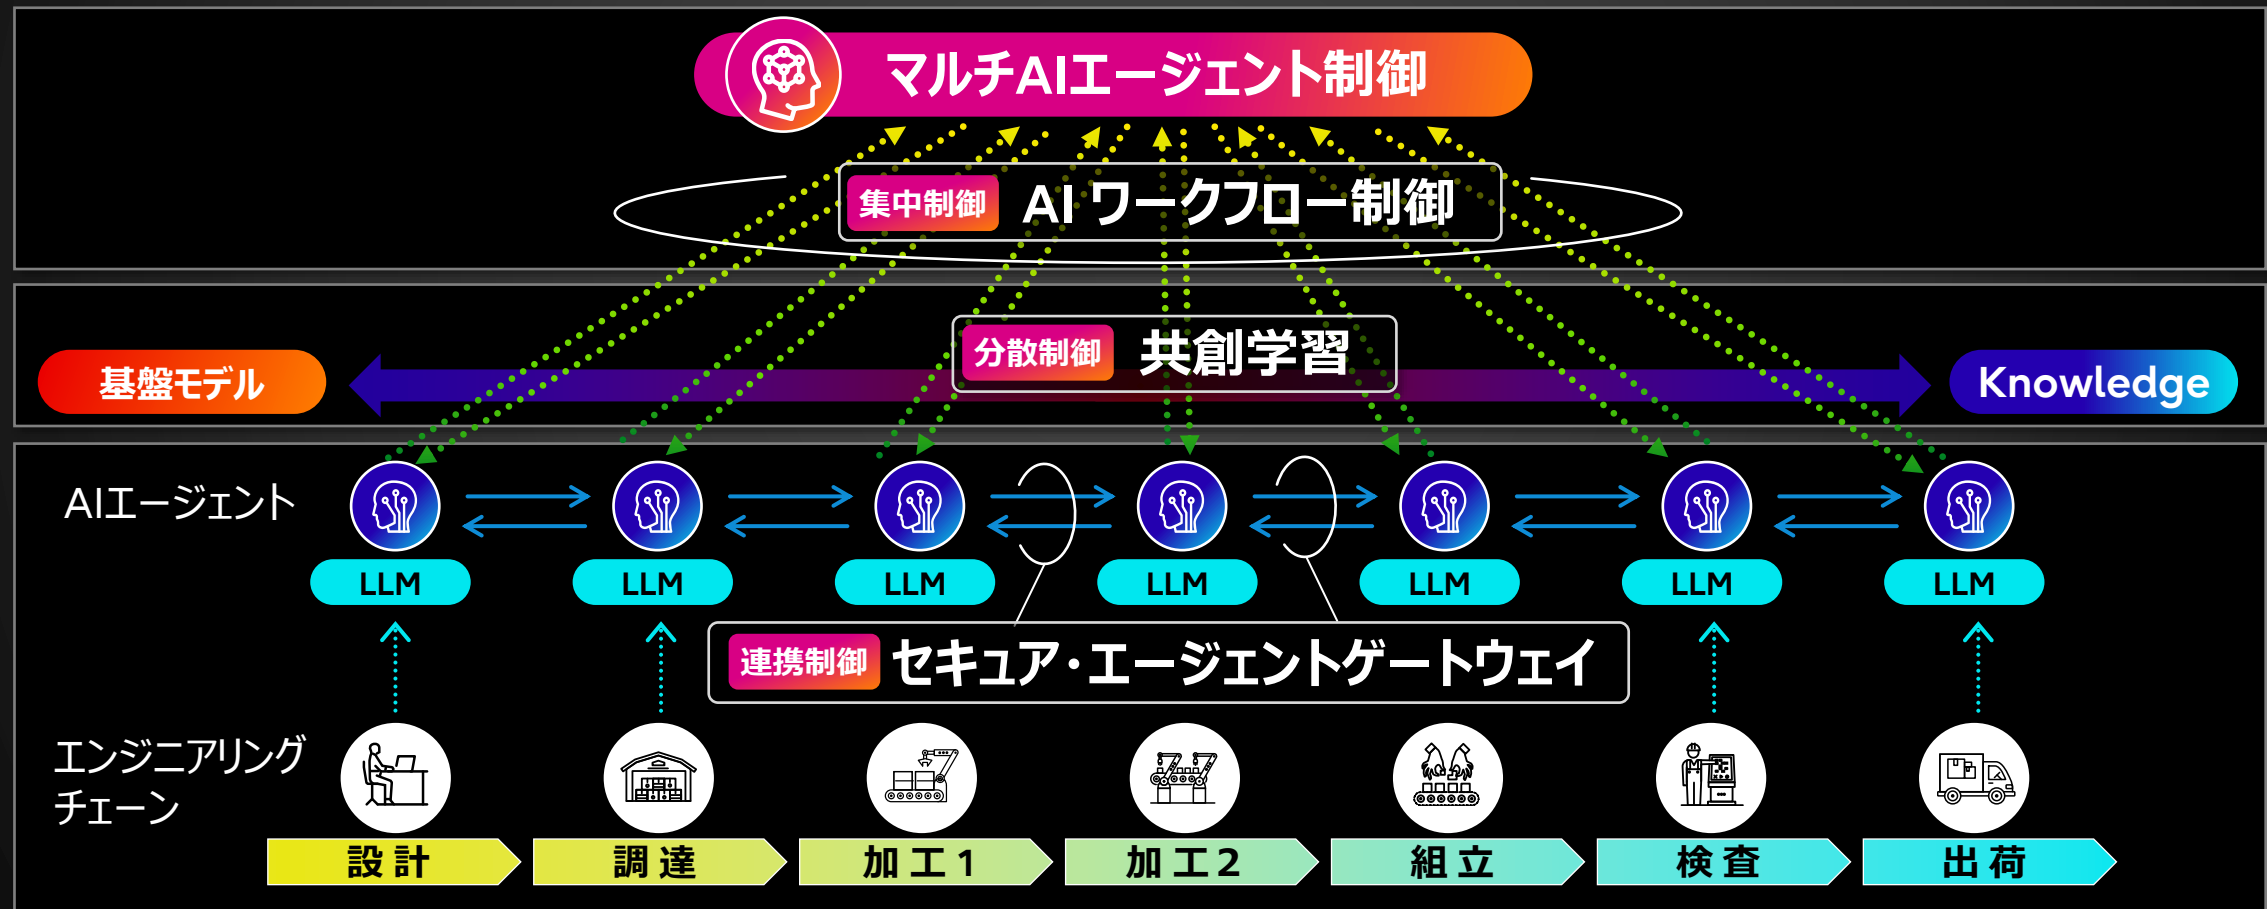 マルチAIエージェント制御
集中制御 AI ワークフロー制御
分散制御 共創学習
基盤モデル
Knowledge
AIエージェント
LLM LLM LLM LLM LLM LLM LLM
連携制御 セキュア・エージェントゲートウェイ
エンジニアリング
チェーン
設計 調達 加工1 加工2 組立 検査 出荷